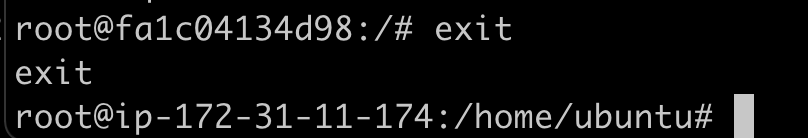 root@fa1c04134d98:/# exit
exit
root@ip-172-31-11-174:/home/ubuntu#